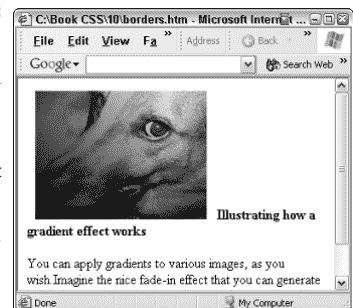 C:\Book CSS\10\borders.htm - Microsoft Internet ...
File Edit View Fa » Address Back »
Google Search Web »
Illustrating how a
gradient effect works
You can apply gradients to various images, as you
wish.Imagine the nice fade-in effect that you can generate
Done My Computer